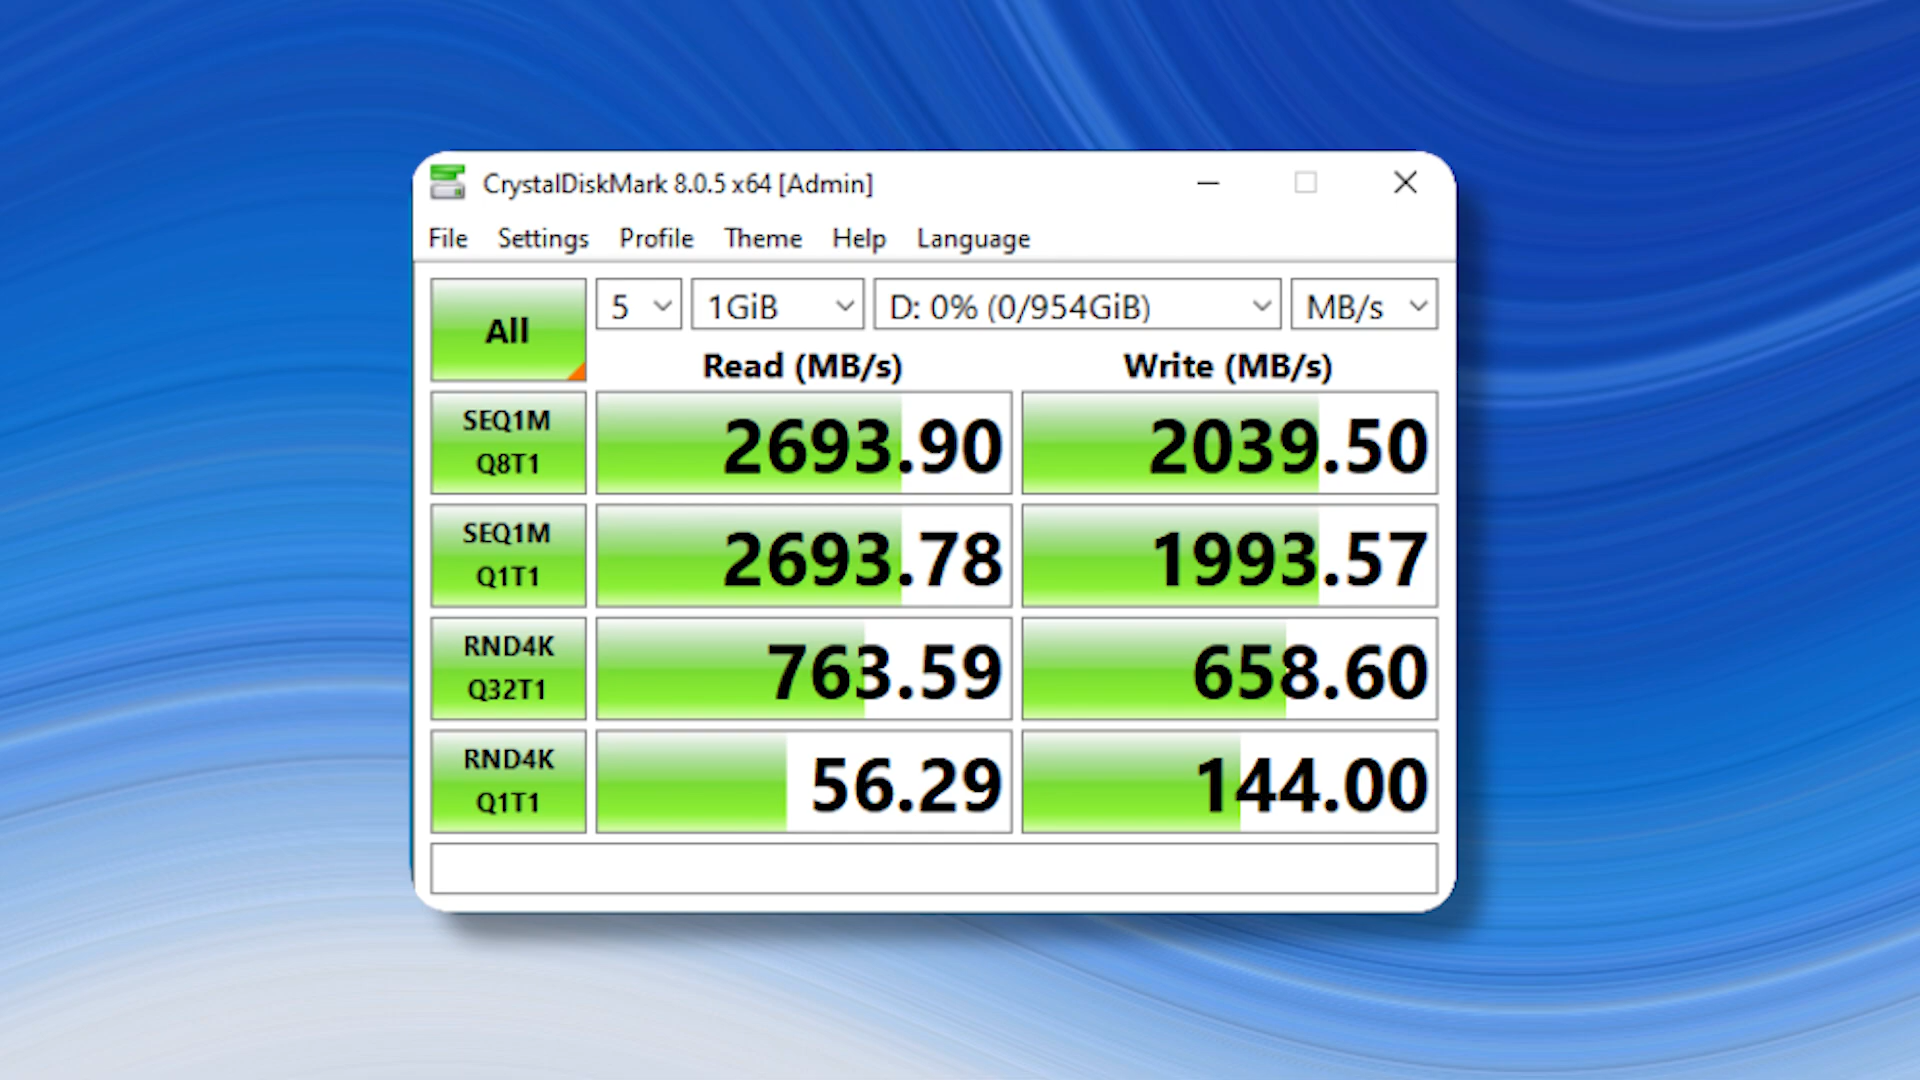 CrystalDiskMark 8.0.5 x64 [Admin]
File Settings Profile Theme Help Language
All 5 1GiB D: 0% (0/954GiB) MB/s
Read (MB/s) Write (MB/s)
SEQ1M
Q8T1 2693.90 2039.50
SEQ1M
Q1T1 2693.78 1993.57
RND4K
Q32T1 763.59 658.60
RND4K
Q1T1 56.29 144.00